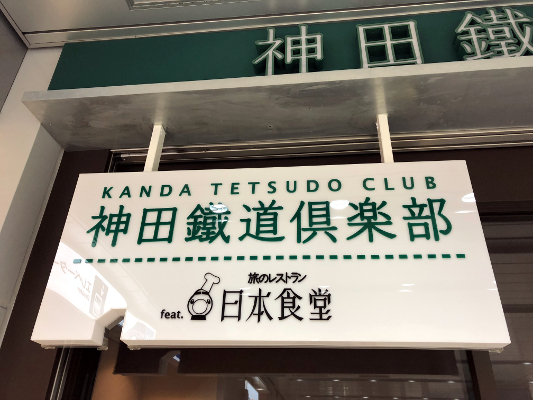 神田鐵
KANDA TETSUDO CLUB
神田鐵道倶楽部
旅のレストラン
feat. 日本食堂